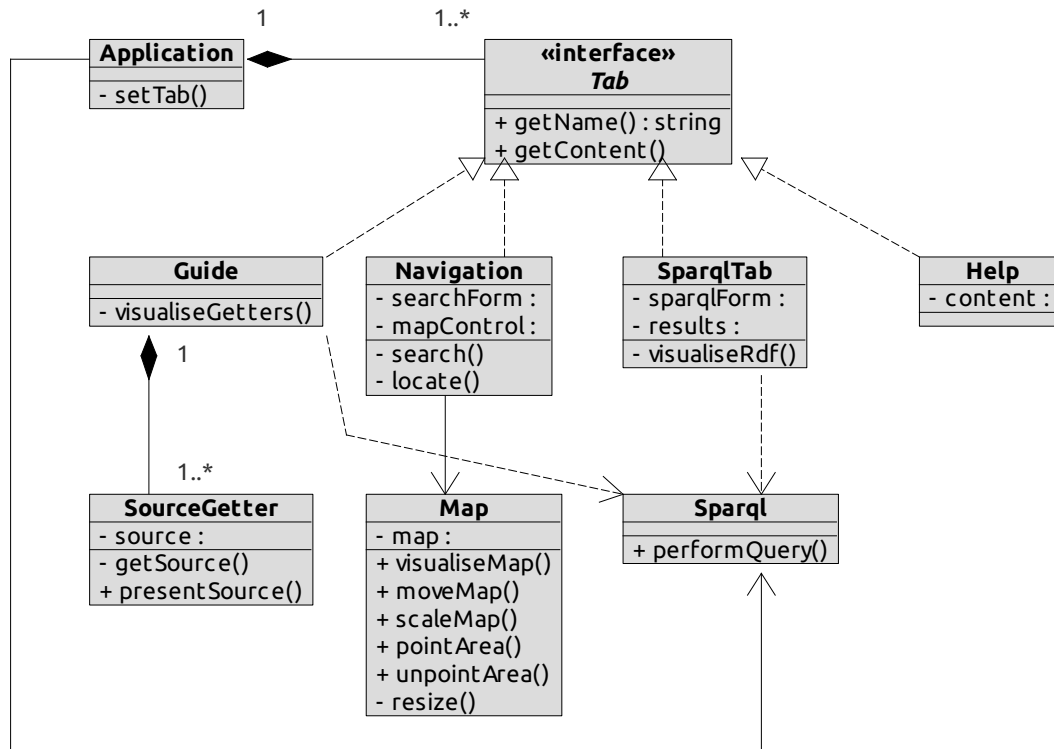 1
1..*
Application
- setTab()
«interface»
Tab
+ getName() : string
+ getContent()
Guide
- visualiseGetters()
Navigation
- searchForm :
- mapControl :
- search()
- locate()
SparqlTab
- sparqlForm :
- results :
- visualiseRdf()
Help
- content :
1
1..*
SourceGetter
- source :
- getSource()
+ presentSource()
Map
- map :
+ visualiseMap()
+ moveMap()
+ scaleMap()
+ pointArea()
+ unpointArea()
- resize()
Sparql
+ performQuery()